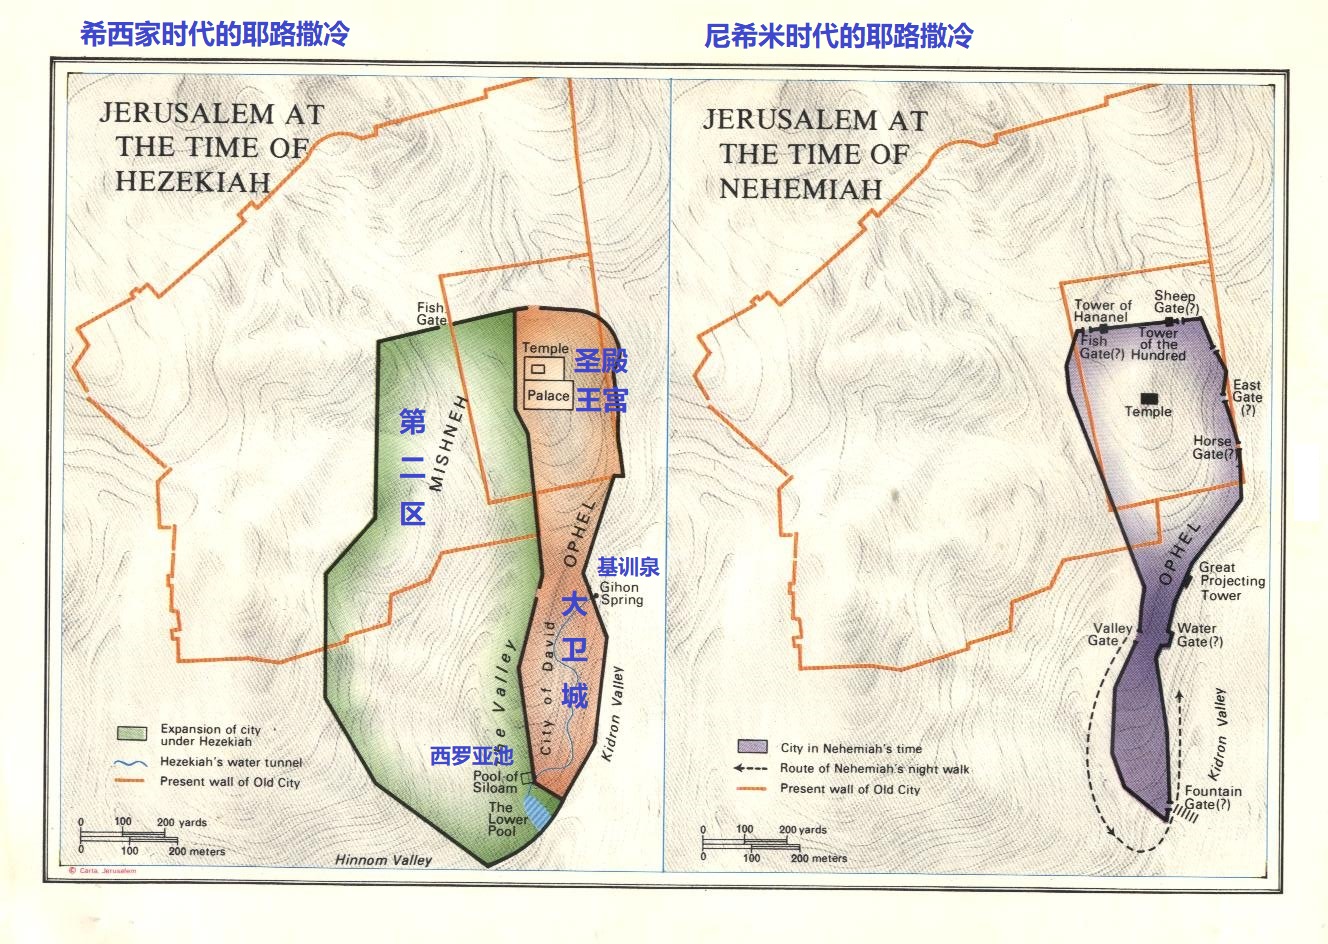 希西家时代的耶路撒冷
尼希米时代的耶路撒冷
JERUSALEM AT
THE TIME OF
HEZEKIAH
Fish
Gate
Temple
圣殿
Palace
王宫
第
二
区
MISHNEH
OPHEL
基训泉
Gihon
Spring
大
卫
城
City of David
The Valley
Kidron Valley
西罗亚池
Pool of
Siloam
The
Lower
Pool
Hinnom Valley
Expansion of city
under Hezekiah
Hezekiah's water tunnel
Present wall of Old City
0 100 200 yards
0 100 200 meters
© Carta, Jerusalem
JERUSALEM AT
THE TIME OF
NEHEMIAH
Tower of
Hananel
Sheep
Gate(?)
Fish
Gate(?)
Tower
of the
Hundred
East
Gate
(?)
Temple
Horse
Gate(?)
OPHEL
Great
Projecting
Tower
Valley
Gate
Water
Gate(?)
Kidron Valley
Fountain
Gate(?)
City in Nehemiah's time
Route of Nehemiah's night walk
Present wall of Old City
0 100 200 yards
0 100 200 meters